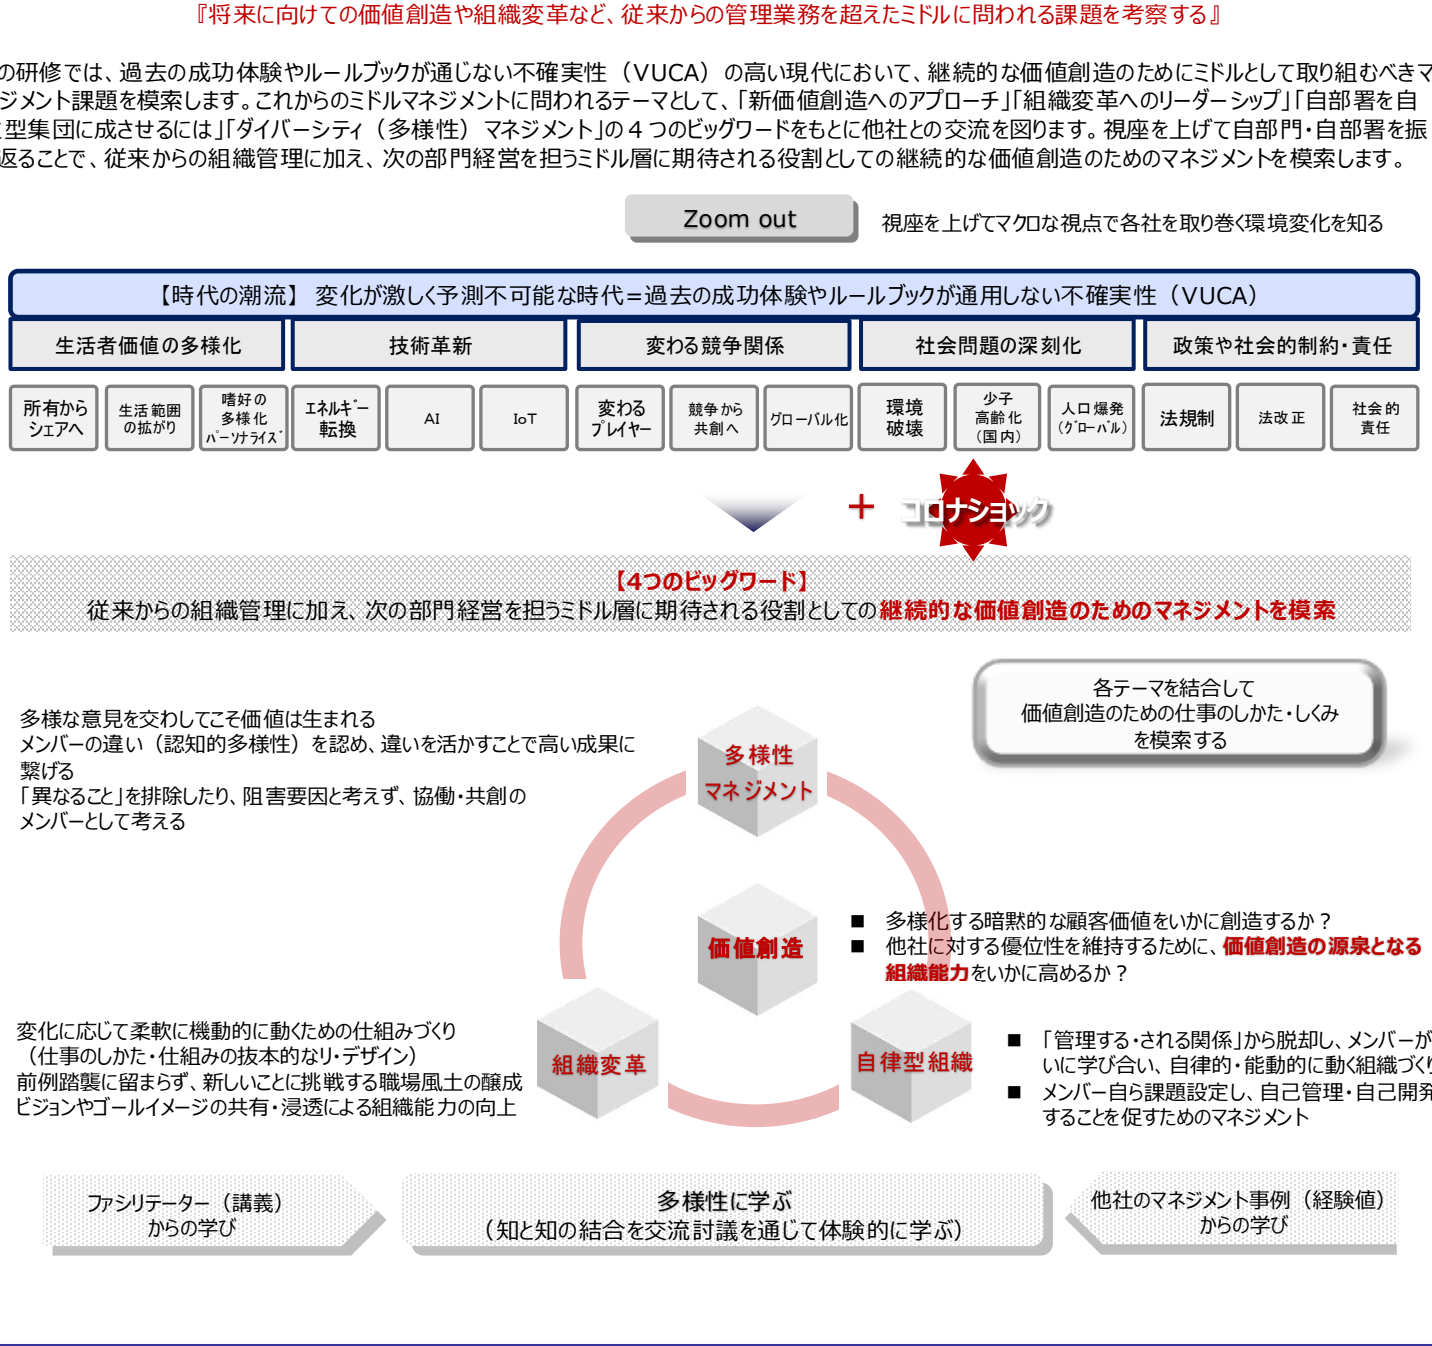 『将来に向けての価値創造や組織変革など、従来からの管理業務を超えたミドルに問われる課題を考察する』
の研修では、過去の成功体験やルールブックが通じない不確実性（VUCA）の高い現代において、継続的な価値創造のためにミドルとして取り組むべきマ
ジメント課題を模索します。これからのミドルマネジメントに問われるテーマとして、「新価値創造へのアプローチ」「組織変革へのリーダーシップ」「自部署を自
型集団に成させるには」「ダイバーシティ（多様性）マネジメント」の４つのビッグワードをもとに他社との交流を図ります。視座を上げて自部門・自部署を振
返ることで、従来からの組織管理に加え、次の部門経営を担うミドル層に期待される役割としての継続的な価値創造のためのマネジメントを模索します。
Zoom out
視座を上げてマクロな視点で各社を取り巻く環境変化を知る
【時代の潮流】 変化が激しく予測不可能な時代＝過去の成功体験やルールブックが通用しない不確実性（VUCA）
生活者価値の多様化
技術革新
変わる競争関係
社会問題の深刻化
政策や社会的制約・責任
所有から
シェアへ
生活範囲
の拡がり
嗜好の
多様化
パーソナライズ
エネルギー
転換
AI
IoT
変わる
プレイヤー
競争から
共創へ
グローバル化
環境
破壊
少子
高齢化
（国内）
人口爆発
（グローバル）
法規制
法改正
社会的
責任
＋ コロナショック
【4つのビッグワード】
従来からの組織管理に加え、次の部門経営を担うミドル層に期待される役割としての継続的な価値創造のためのマネジメントを模索
各テーマを結合して
価値創造のための仕事のしかた・しくみ
を模索する
多様な意見を交わしてこそ価値は生まれる
メンバーの違い（認知的多様性）を認め、違いを活かすことで高い成果に
繋げる
「異なること」を排除したり、阻害要因と考えず、協働・共創の
メンバーとして考える
多様性
マネジメント
価値創造
■ 多様化する暗黙的な顧客価値をいかに創造するか？
■ 他社に対する優位性を維持するために、価値創造の源泉となる
組織能力をいかに高めるか？
変化に応じて柔軟に機動的に動くための仕組みづくり
（仕事のしかた・仕組みの抜本的なリ・デザイン）
前例踏襲に留まらず、新しいことに挑戦する職場風土の醸成
ビジョンやゴールイメージの共有・浸透による組織能力の向上
組織変革
自律型組織
■ 「管理する・される関係」から脱却し、メンバーが
いに学び合い、自律的・能動的に動く組織づくり
■ メンバー自ら課題設定し、自己管理・自己開発
することを促すためのマネジメント
ファシリテーター（講義）
からの学び
多様性に学ぶ
（知と知の結合を交流討議を通じて体験的に学ぶ）
他社のマネジメント事例（経験値）
からの学び